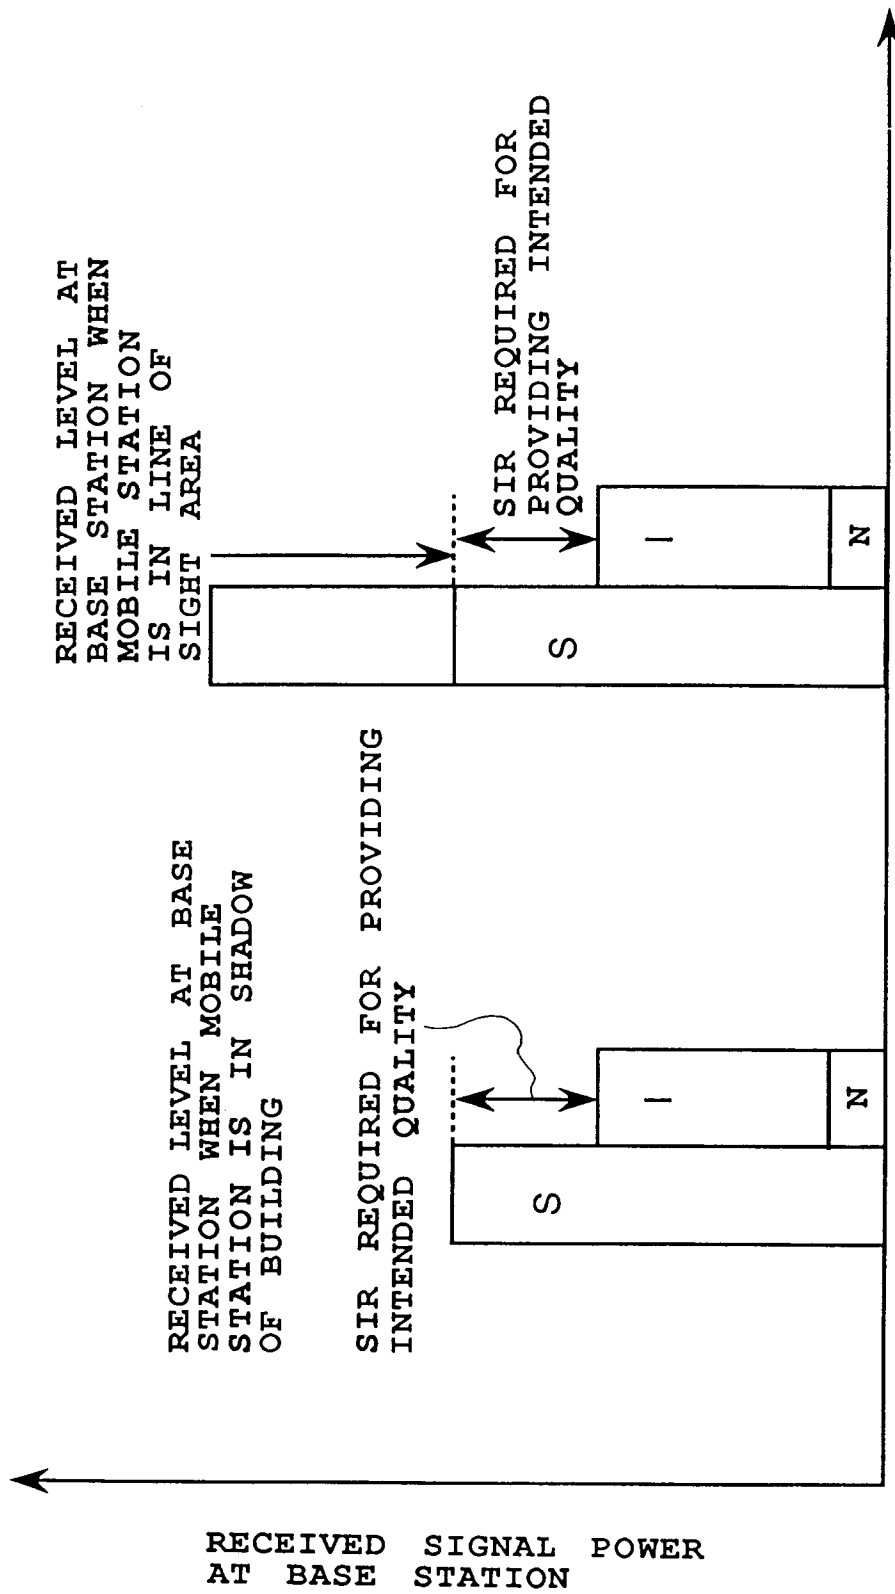 RECEIVED SIGNAL POWER
AT BASE STATION
RECEIVED LEVEL AT BASE
STATION WHEN MOBILE
STATION IS IN SHADOW
OF BUILDING
SIR REQUIRED FOR PROVIDING
INTENDED QUALITY
S
I
N
RECEIVED LEVEL AT
BASE STATION WHEN
MOBILE STATION
IS IN LINE OF
SIGHT AREA
SIR REQUIRED FOR
PROVIDING INTENDED
QUALITY
S
I
N